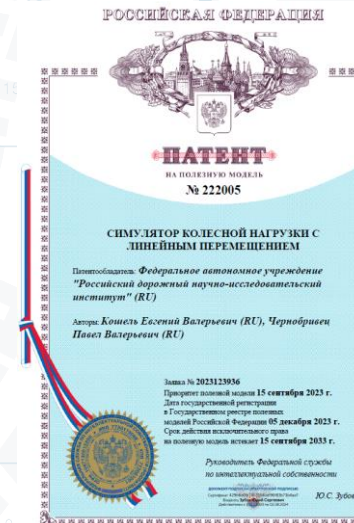 РОССИЙСКАЯ ФЕДЕРАЦИЯ
ПАТЕНТ
НА ПОЛЕЗНУЮ МОДЕЛЬ
№ 222005
СИМУЛЯТОР КОЛЕСНОЙ НАГРУЗКИ С
ЛИНЕЙНЫМ ПЕРЕМЕЩЕНИЕМ
Патентообладатель: Федеральное автономное учреждение
"Российский дорожный научно-исследовательский
институт" (RU)
Авторы: Кошель Евгений Валерьевич (RU), Чернобривец
Павел Валерьевич (RU)
Заявка № 2023123936
Приоритет полезной модели 15 сентября 2023 г.
Дата государственной регистрации
в Государственном реестре полезных
моделей Российской Федерации 05 декабря 2023 г.
Срок действия исключительного права
на полезную модель истекает 15 сентября 2033 г.
Руководитель Федеральной службы
по интеллектуальной собственности
Ю.С. Зубов